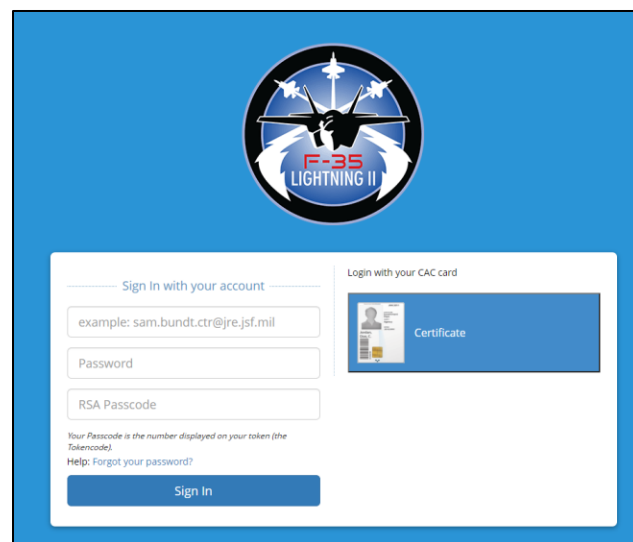 F-35
LIGHTNING II
Sign In with your account
example: sam.bundt.ctr@jre.jsf.mil
Password
RSA Passcode
Your Passcode is the number displayed on your token (the
Tokencode).
Help: Forgot your password?
Sign In
Login with your CAC card
Certificate